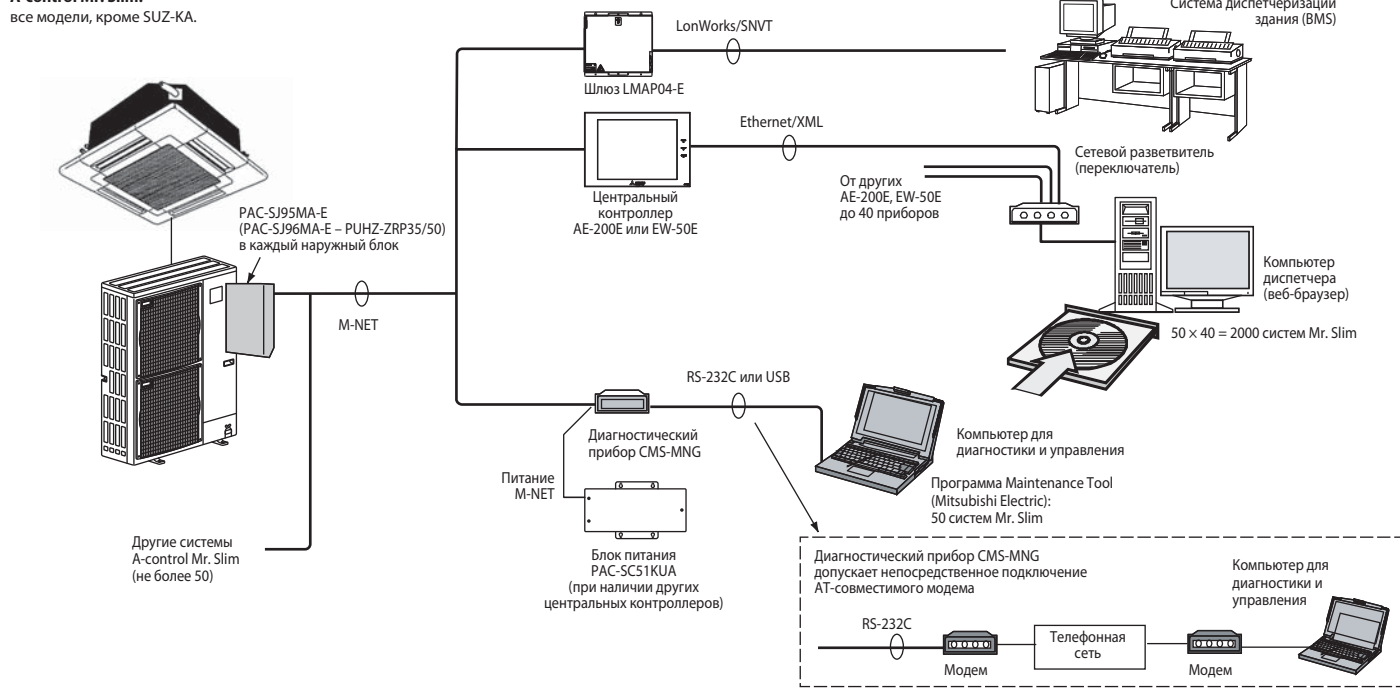 A-control Mr. Slim:
все модели, кроме SUZ-KA.
LonWorks/SNVT
Шлюз LMAP04-E
Система диспетчеризации
здания (BMS)
Ethernet/XML
Центральный
контроллер
AE-200E или EW-50E
От других
AE-200E, EW-50E
до 40 приборов
Сетевой разветвитель
(переключатель)
Компьютер
диспетчера
(веб-браузер)
50 × 40 = 2000 систем Mr. Slim
PAC-SJ95MA-E
(PAC-SJ96MA-E – PUHZ-ZRP35/50)
в каждый наружный блок
M-NET
RS-232C или USB
Диагностический
прибор CMS-MNG
Питание
M-NET
Блок питания
PAC-SC51KUA
(при наличии других
центральных контроллеров)
Компьютер для
диагностики и управления
Программа Maintenance Tool
(Mitsubishi Electric):
50 систем Mr. Slim
Другие системы
A-control Mr. Slim
(не более 50)
Диагностический прибор CMS-MNG
допускает непосредственное подключение
АТ-совместимого модема
RS-232C
Модем
Телефонная
сеть
Модем
Компьютер для
диагностики и
управления